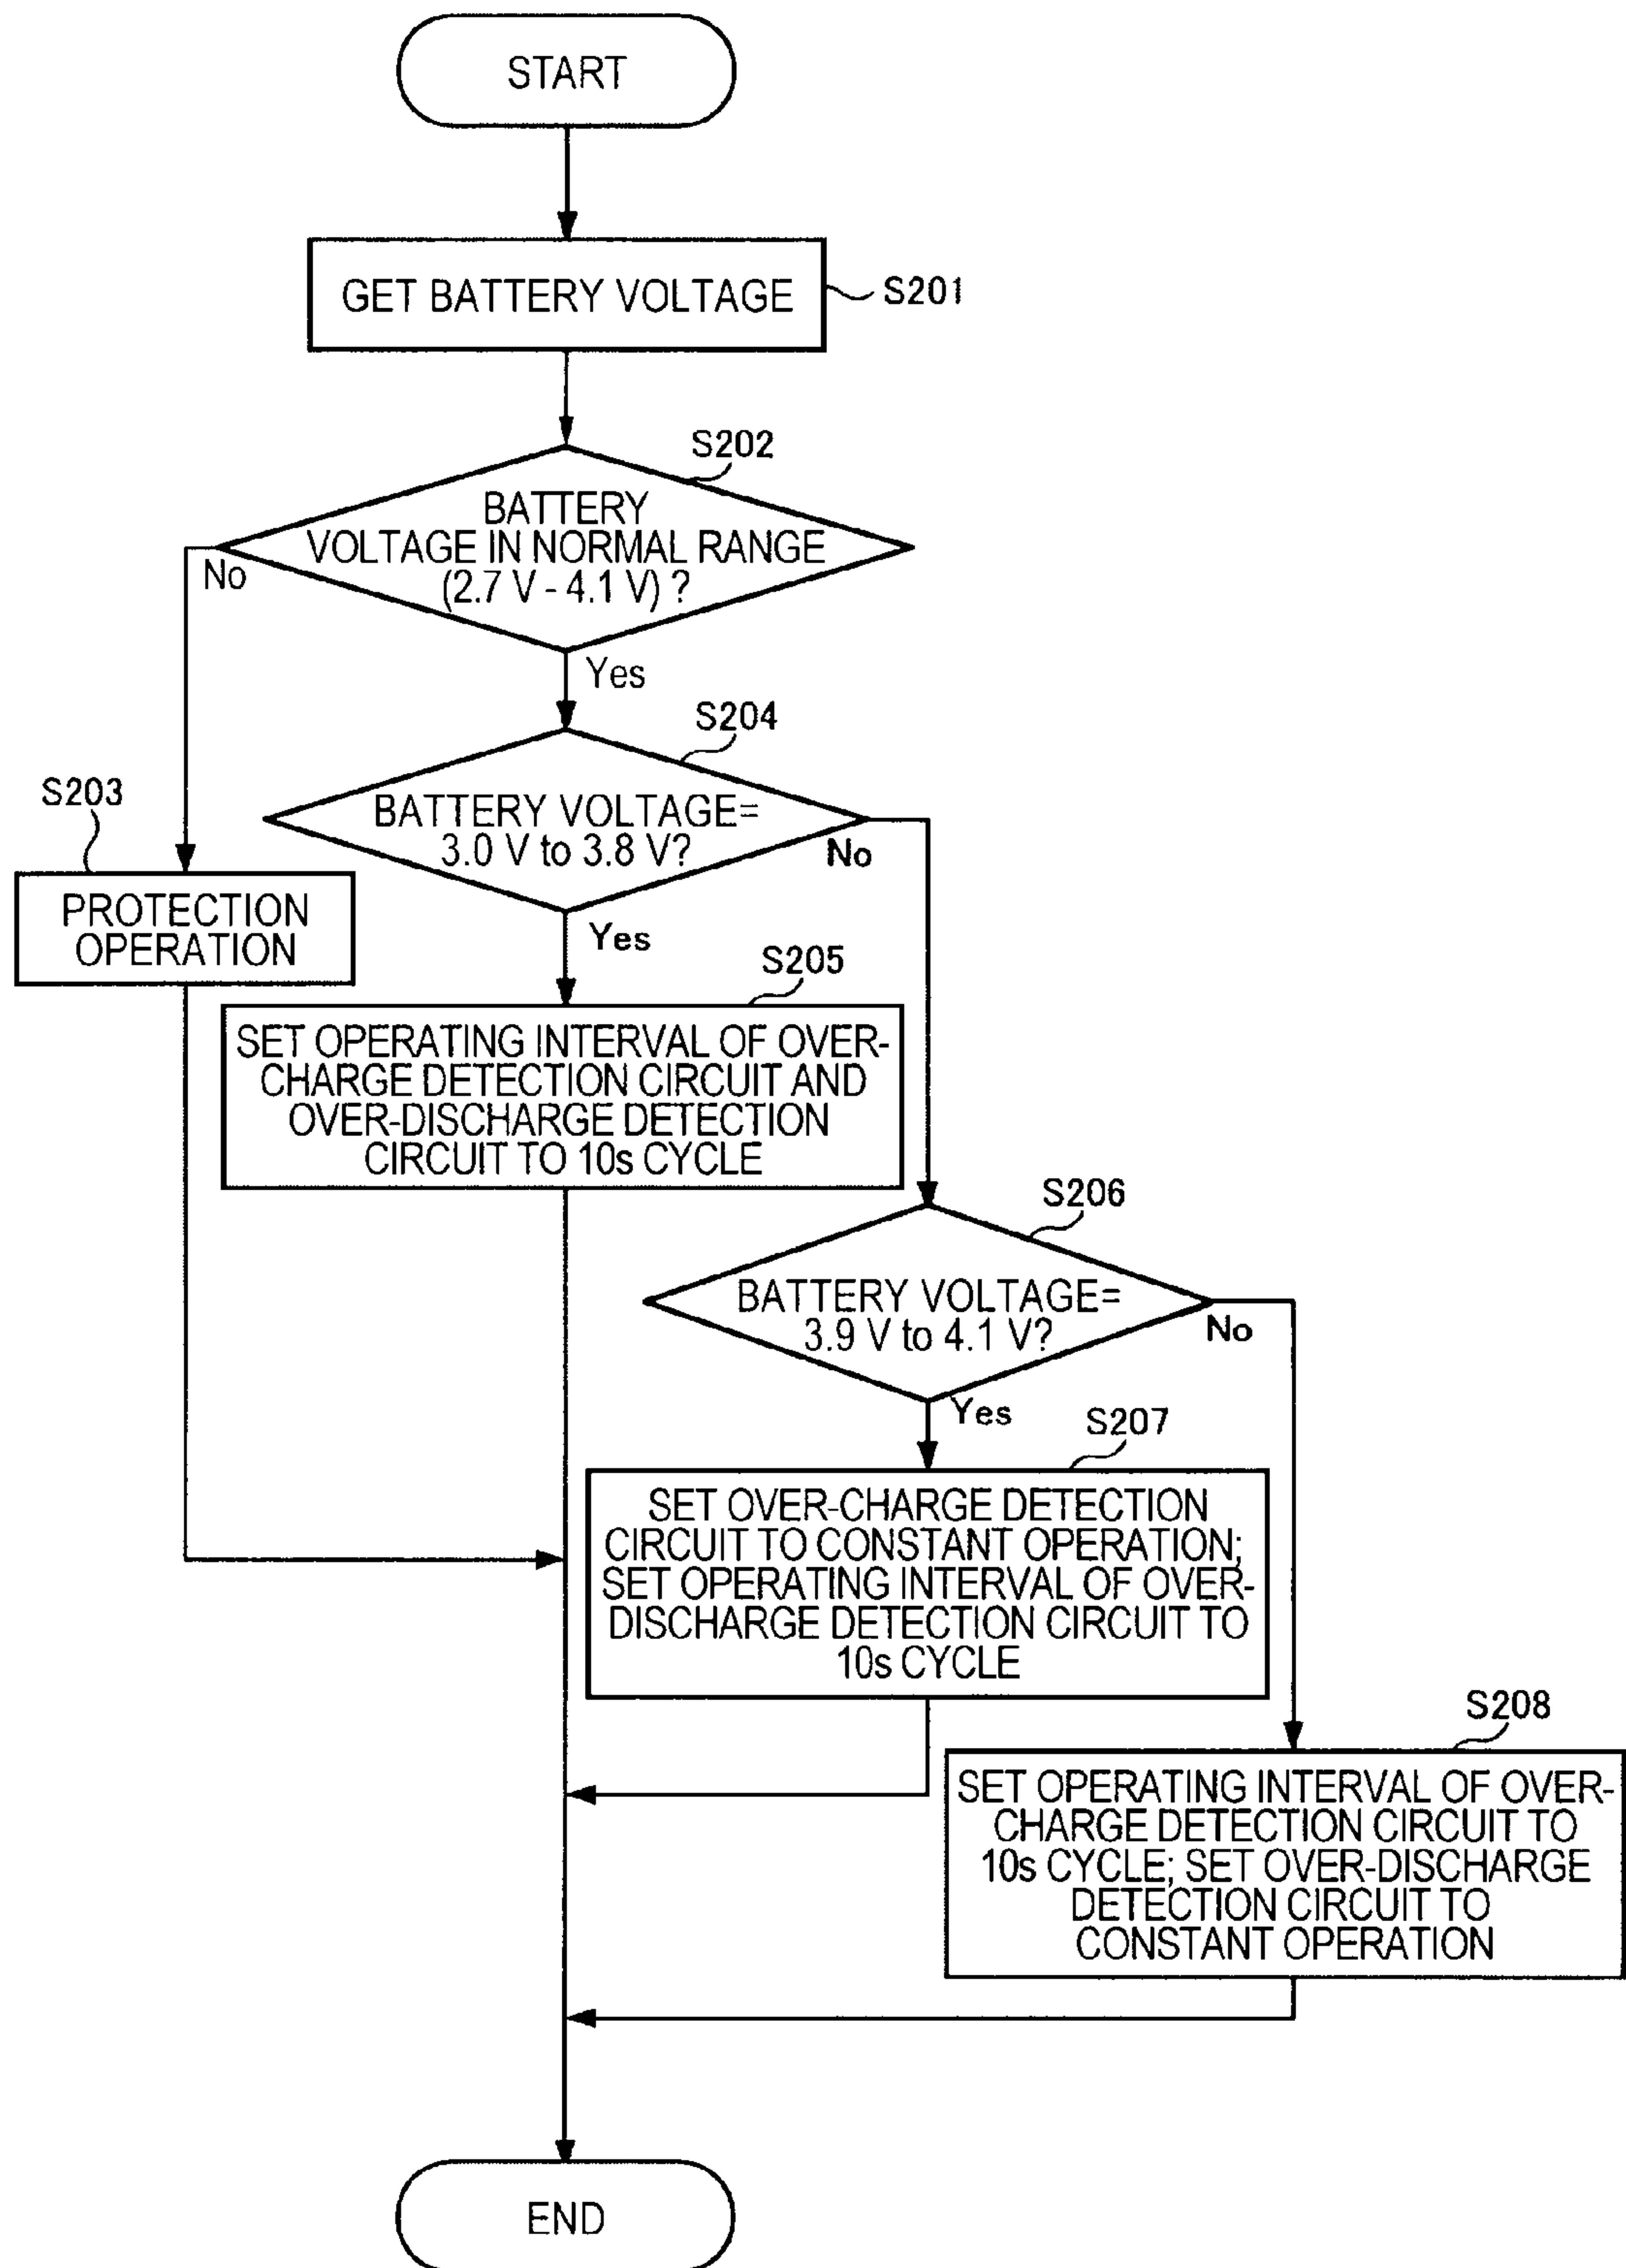 START
GET BATTERY VOLTAGE
S201
S202
BATTERY
VOLTAGE IN NORMAL RANGE
(2.7 V - 4.1 V) ?
No
Yes
S204
BATTERY VOLTAGE=
3.0 V to 3.8 V?
No
Yes
S203
PROTECTION
OPERATION
S205
SET OPERATING INTERVAL OF OVER-
CHARGE DETECTION CIRCUIT AND
OVER-DISCHARGE DETECTION
CIRCUIT TO 10s CYCLE
S206
BATTERY VOLTAGE=
3.9 V to 4.1 V?
No
Yes
S207
SET OVER-CHARGE DETECTION
CIRCUIT TO CONSTANT OPERATION;
SET OPERATING INTERVAL OF OVER-
DISCHARGE DETECTION CIRCUIT TO
10s CYCLE
S208
SET OPERATING INTERVAL OF OVER-
CHARGE DETECTION CIRCUIT TO
10s CYCLE; SET OVER-DISCHARGE
DETECTION CIRCUIT TO
CONSTANT OPERATION
END